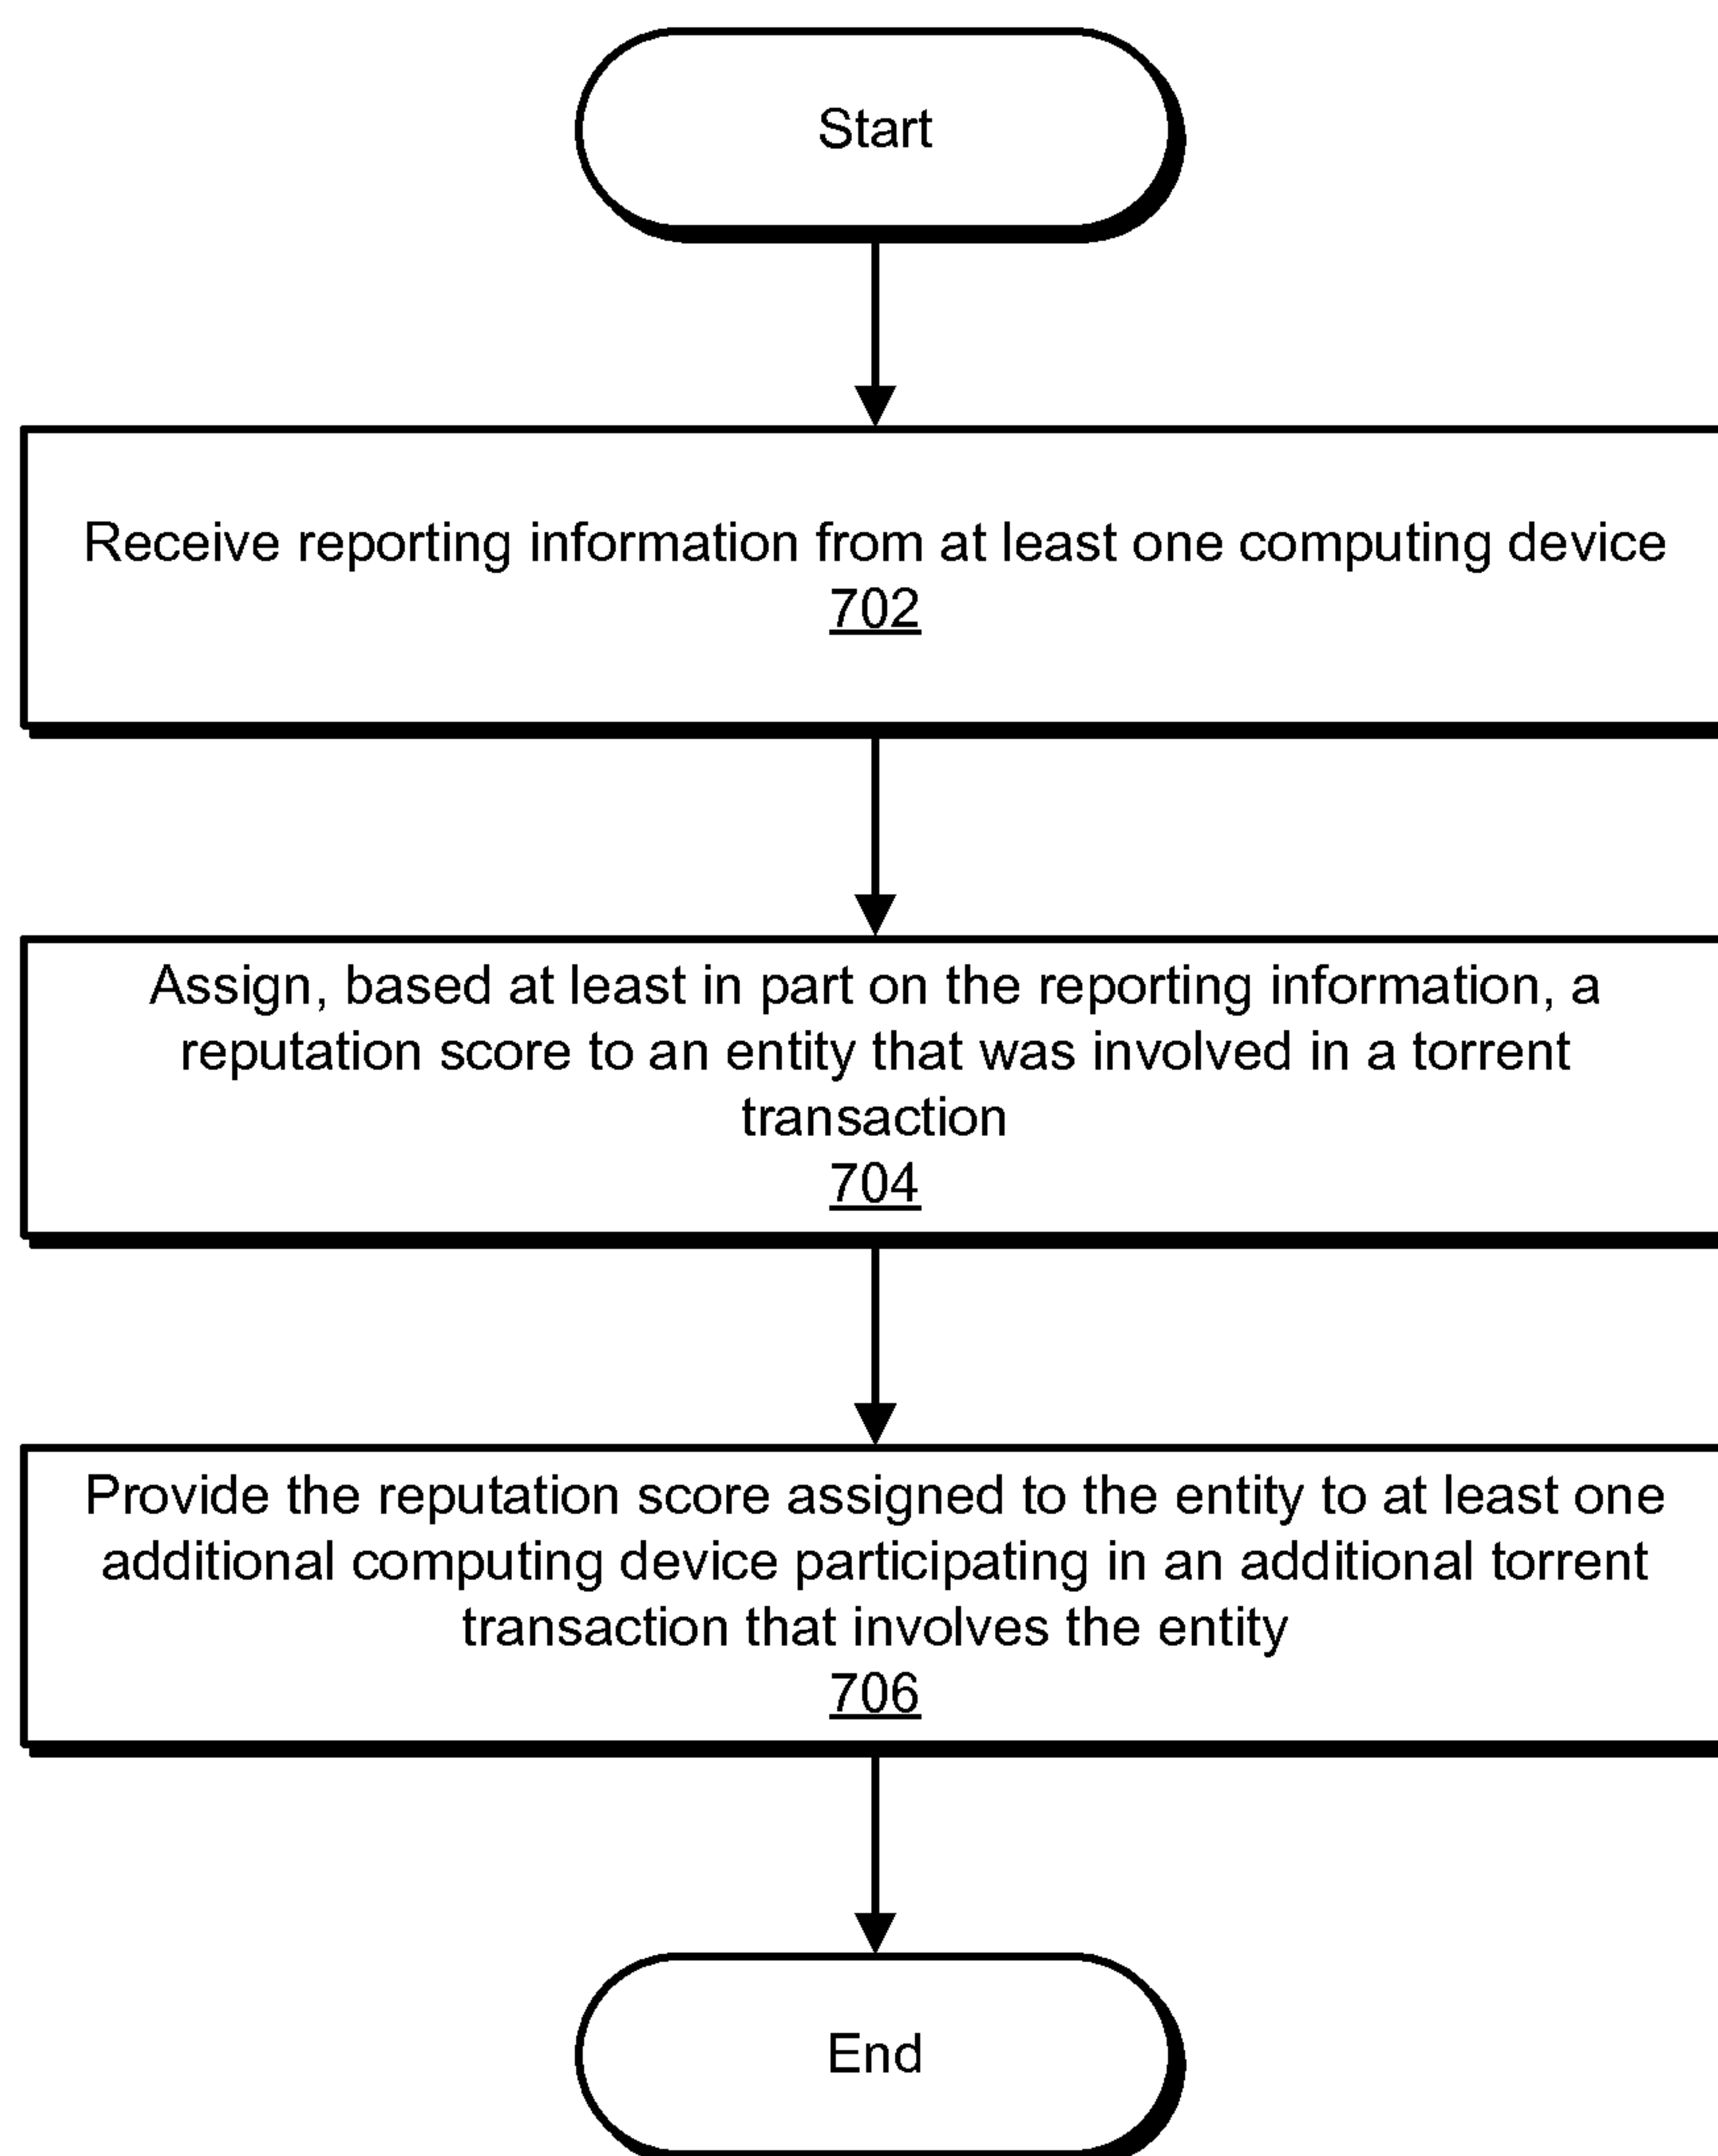 Start
Receive reporting information from at least one computing device
702
Assign, based at least in part on the reporting information, a
reputation score to an entity that was involved in a torrent
transaction
704
Provide the reputation score assigned to the entity to at least one
additional computing device participating in an additional torrent
transaction that involves the entity
706
End